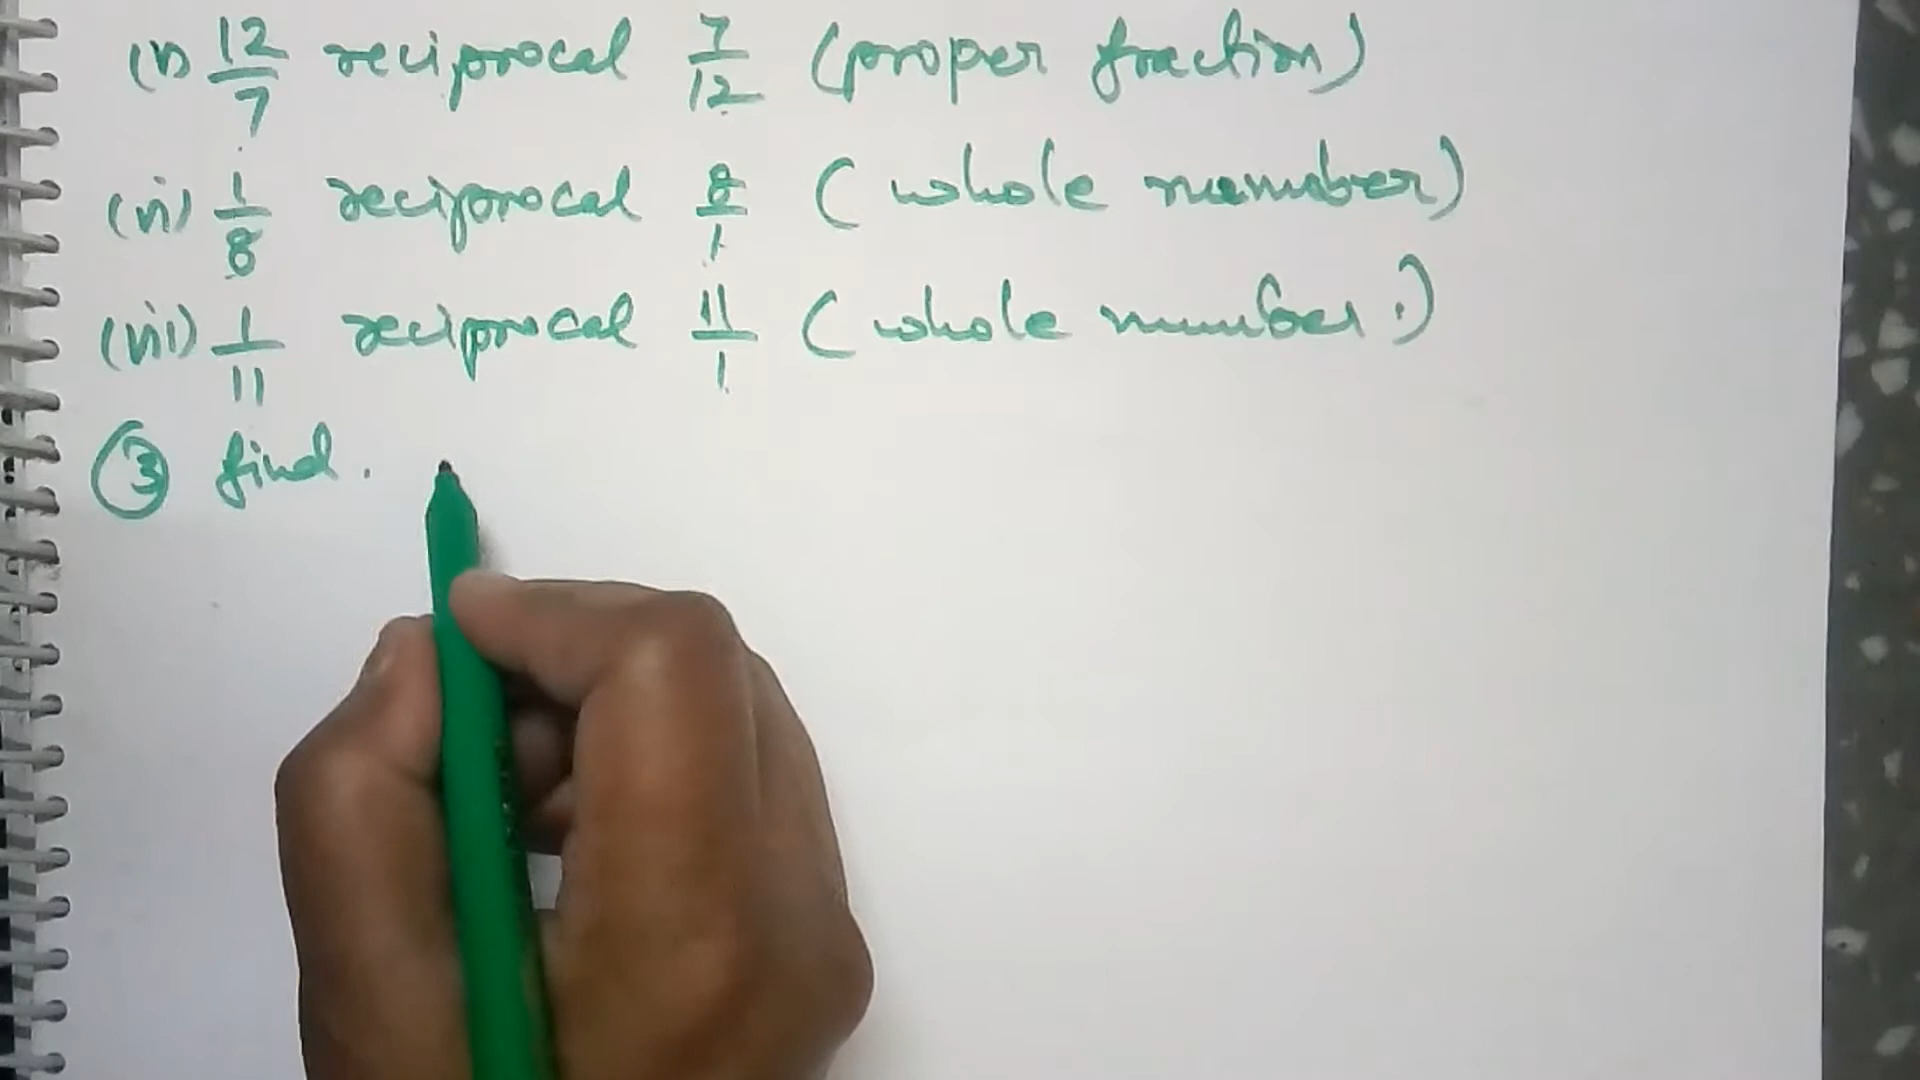 (v) 12/7 reciprocal 7/12 (proper fraction)
(vi) 1/8 reciprocal 8/1 (whole number)
(vii) 1/11 reciprocal 11/1 (whole number.)
③ find.